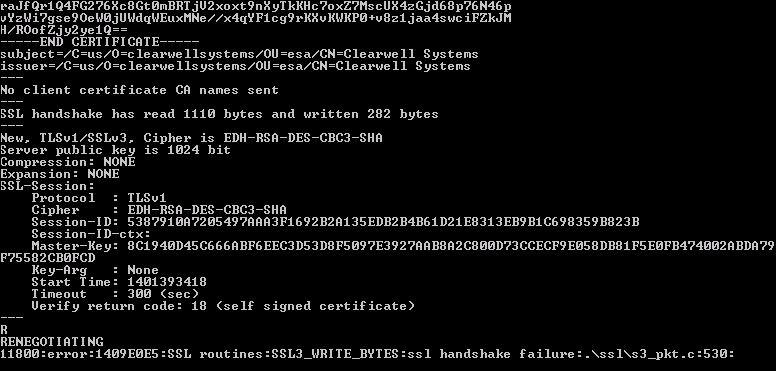 raJfQr1Q4FG276Xc8Gt0mBRTjV2xoxt9nXyTkKHc7oxZ7MscUX4zGjd68p76N46p
vYzWi7gse9OeW0jUWdqWEuxMNe//x4qYF1cg9rKXvKWKP0+v8z1jaa4swciFZkJM
H/ROofZjy2ye1Q==
-----END CERTIFICATE-----
subject=/C=us/O=clearwellsystems/OU=esa/CN=Clearwell Systems
issuer=/C=us/O=clearwellsystems/OU=esa/CN=Clearwell Systems
---
No client certificate CA names sent
---
SSL handshake has read 1110 bytes and written 282 bytes
---
New, TLSv1/SSLv3, Cipher is EDH-RSA-DES-CBC3-SHA
Server public key is 1024 bit
Compression: NONE
Expansion: NONE
SSL-Session:
    Protocol  : TLSv1
    Cipher    : EDH-RSA-DES-CBC3-SHA
    Session-ID: 5387910A7205497AAA3F1692B2A135EDB2B4B61D21E8313EB9B1C698359B823B
    Session-ID-ctx:
    Master-Key: 8C1940D45C666ABF6EEC3D53D8F5097E3927AAB8A2C800D73CCECF9E058DB81F5E0FB474002ABDA79
F75582CB0FCD
    Key-Arg   : None
    Start Time: 1401393418
    Timeout   : 300 (sec)
    Verify return code: 18 (self signed certificate)
---
R
RENEGOTIATING
11800:error:1409E0E5:SSL routines:SSL3_WRITE_BYTES:ssl handshake failure:.\ssl\s3_pkt.c:530: